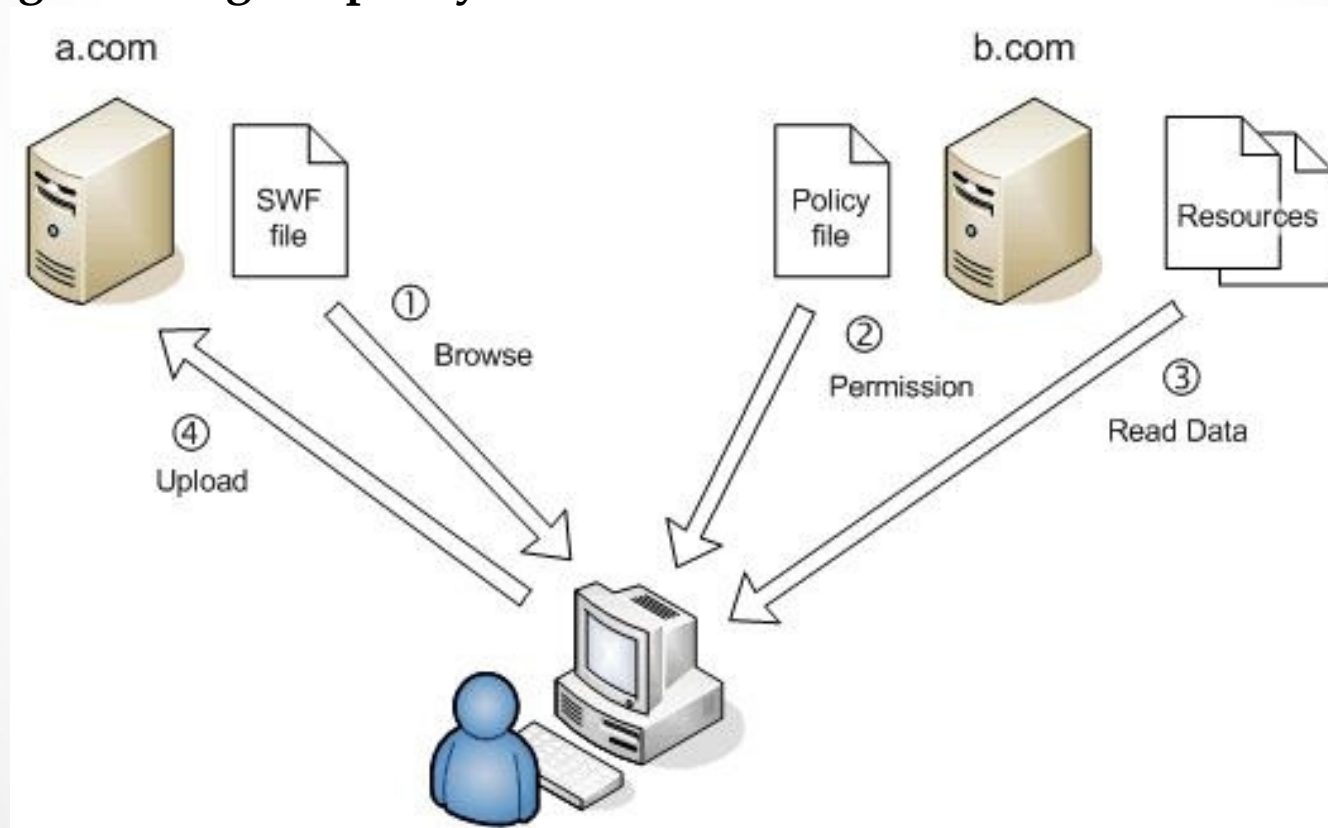 a.com
b.com
SWF
file
Policy
file
Resources
①
Browse
②
Permission
③
Read Data
④
Upload